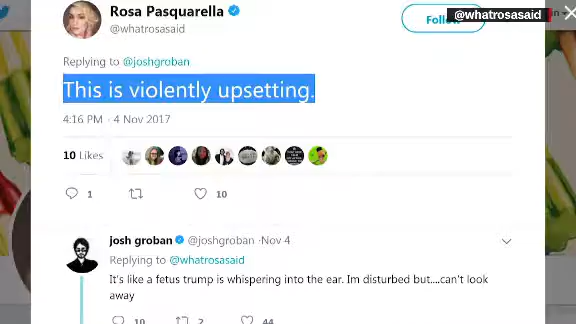 Rosa Pasquarella
@whatrosasaid
@whatrosasaid
Replying to @joshgroban
This is violently upsetting.
4:16 PM - 4 Nov 2017
10 Likes
1 10
josh groban @joshgroban · Nov 4
Replying to @whatrosasaid
It's like a fetus trump is whispering into the ear. Im disturbed but....can't look
away
10 2 44